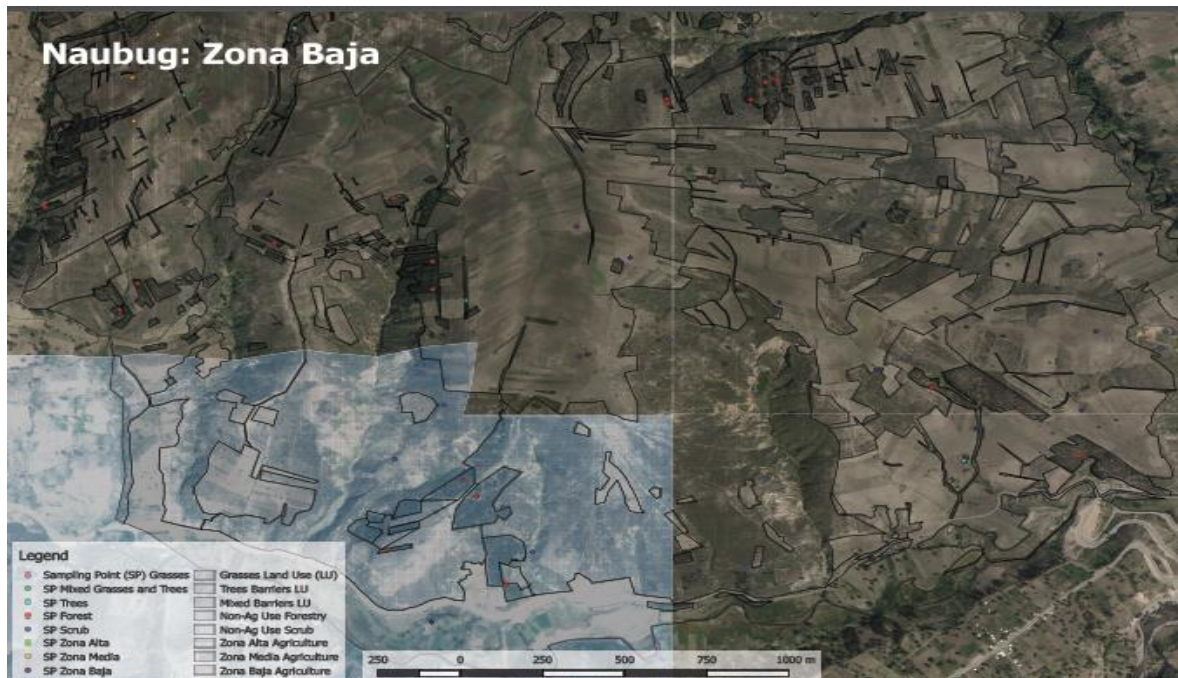 Naubug: Zona Baja
Legend
Sampling Point (SP) Grasses
SP Mixed Grasses and Trees
SP Trees
SP Forest
SP Scrub
SP Zona Alta
SP Zona Media
SP Zona Baja
Grasses Land Use (LU)
Trees Barriers LU
Mixed Barriers LU
Non-Ag Use Forestry
Non-Ag Use Scrub
Zona Alta Agriculture
Zona Media Agriculture
Zona Baja Agriculture
250 0 250 500 750 1000 m